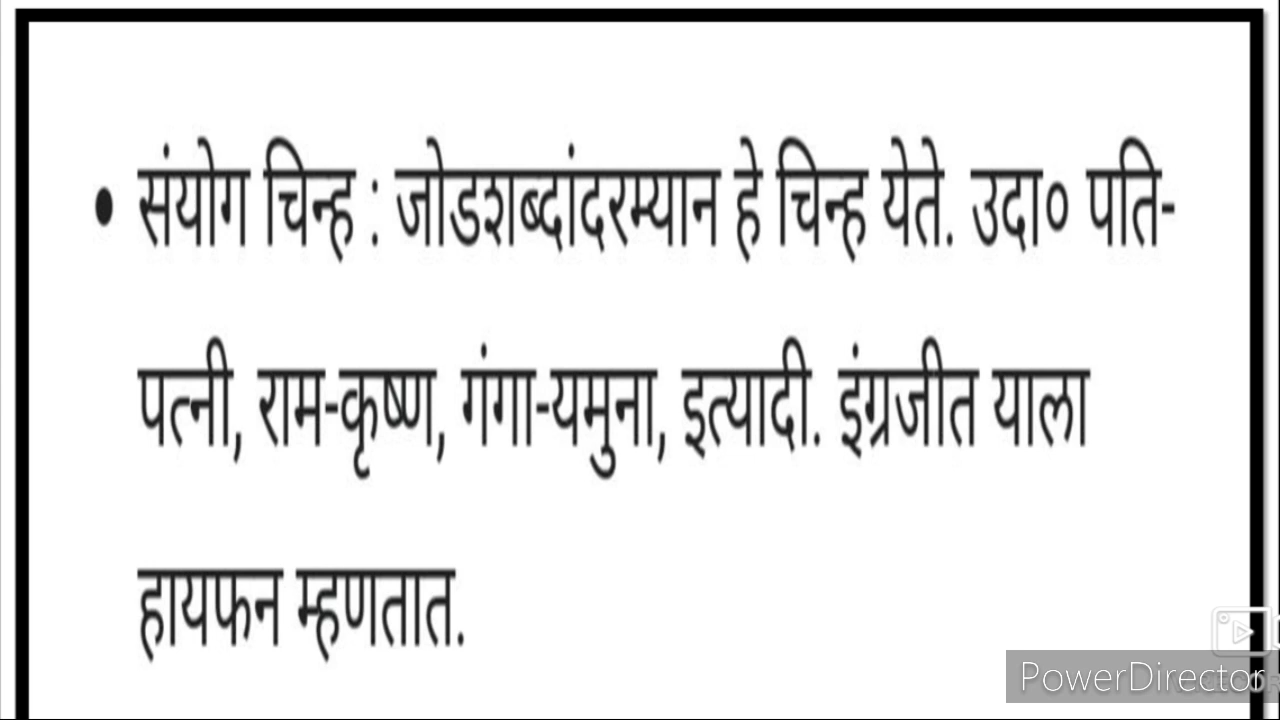 • संयोग चिन्ह : जोडशब्दांदरम्यान हे चिन्ह येते. उदा० पति-
पत्नी, राम-कृष्ण, गंगा-यमुना, इत्यादी. इंग्रजीत याला
हायफन म्हणतात.
PowerDirector